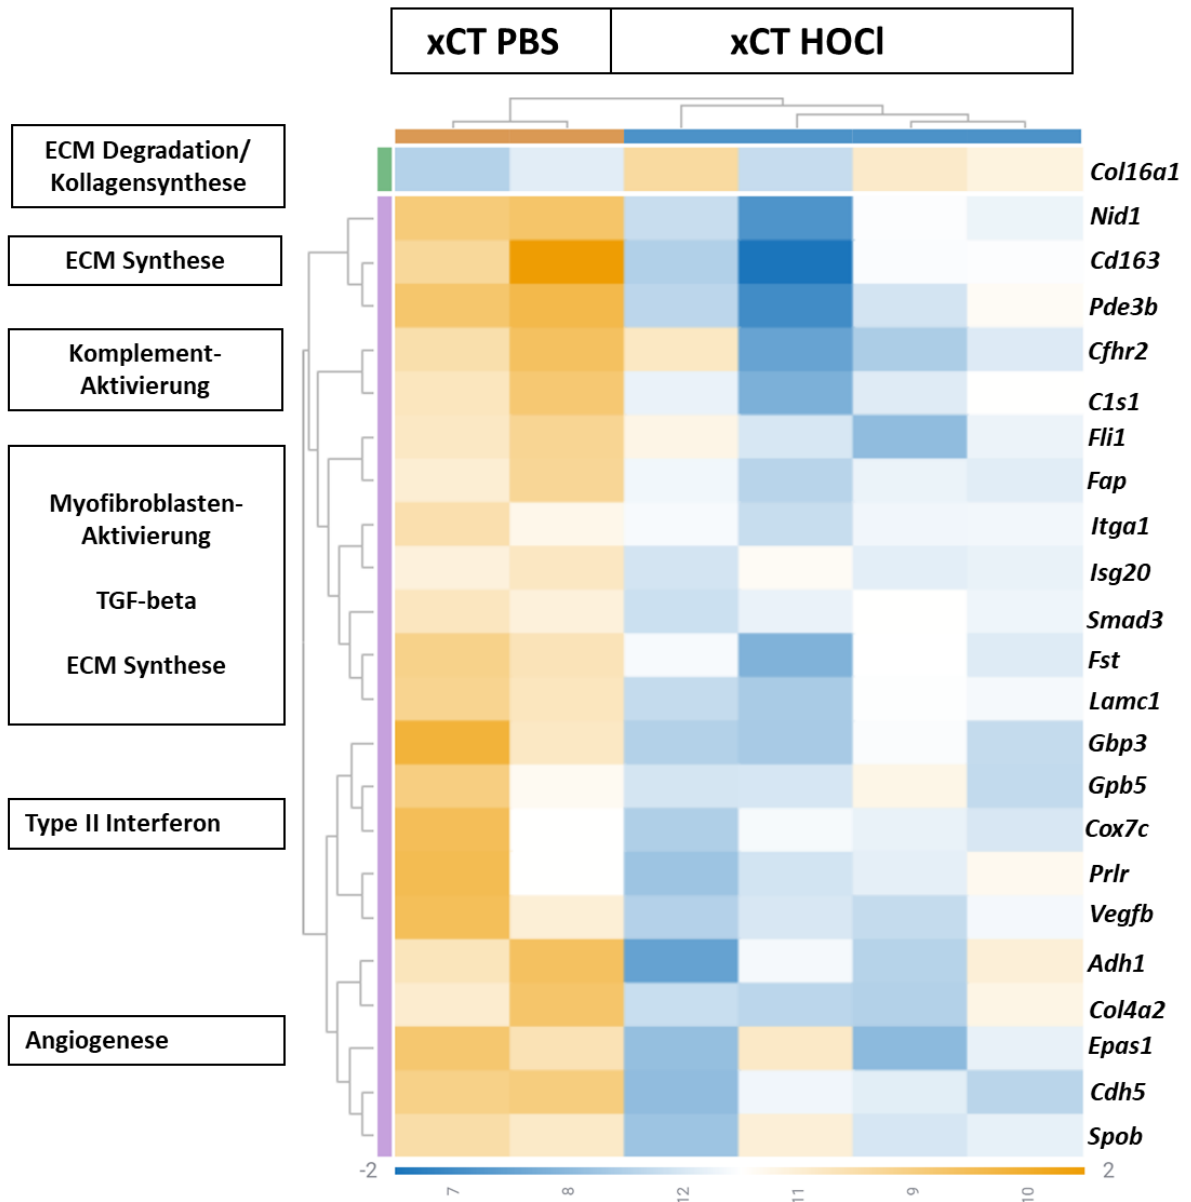 xCT PBS
xCT HOCl
ECM Degradation/
Kollagensynthese
Col16a1
Nid1
ECM Synthese
Cd163
Pde3b
Komplement-
Aktivierung
Cfhr2
C1s1
Fli1
Fap
Myofibroblasten-
Aktivierung
Itga1
Isg20
TGF-beta
Smad3
ECM Synthese
Fst
Lamc1
Gbp3
Gpb5
Type II Interferon
Cox7c
Prlr
Vegfb
Adh1
Col4a2
Angiogenese
Epas1
Cdh5
Spob
-2
2
7
8
12
11
9
10